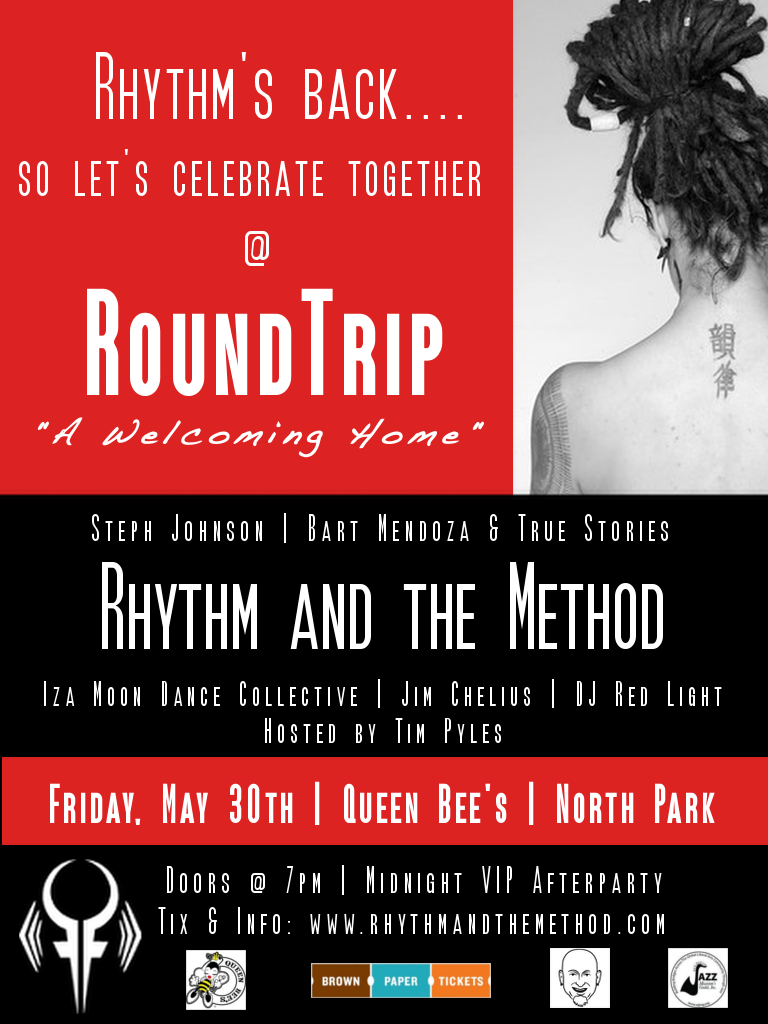 Rhythm's back....
so let's celebrate together
@
RoundTrip
"A Welcoming Home"
韻
律
Steph Johnson | Bart Mendoza & True Stories
Rhythm and the Method
Iza Moon Dance Collective | Jim Chelius | DJ Red Light
Hosted by Tim Pyles
Friday, May 30th | Queen Bee's | North Park
Doors @ 7pm | Midnight VIP Afterparty
Tix & Info: www.rhythmandthemethod.com
QUEEN BEE'S
BROWN PAPER TICKETS
JAZZ